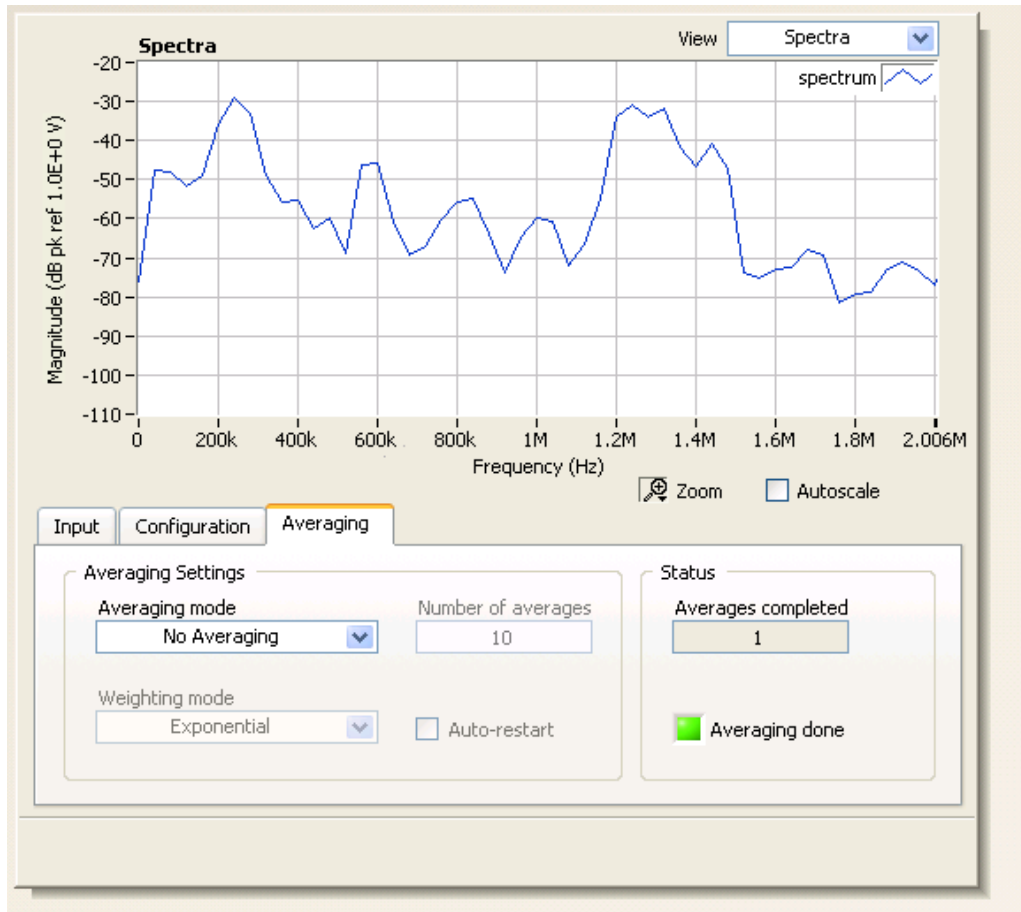 Spectra
View
Spectra
spectrum
Magnitude (dB pk ref 1.0E+0 V)
-20
-30
-40
-50
-60
-70
-80
-90
-100
-110
0 200k 400k 600k 800k 1M 1.2M 1.4M 1.6M 1.8M 2.006M
Frequency (Hz)
Zoom
Autoscale
Input Configuration Averaging
Averaging Settings
Averaging mode
No Averaging
Number of averages
10
Weighting mode
Exponential
Auto-restart
Status
Averages completed
1
Averaging done